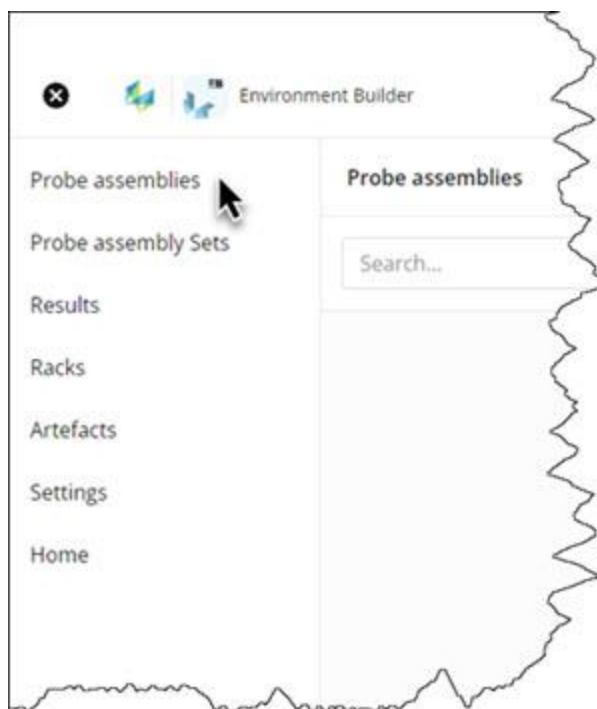 Environment Builder
Probe assemblies
Probe assembly Sets
Results
Racks
Artefacts
Settings
Home
Probe assemblies
Search...